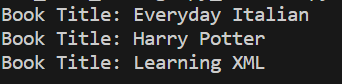 Book Title: Everyday Italian
Book Title: Harry Potter
Book Title: Learning XML